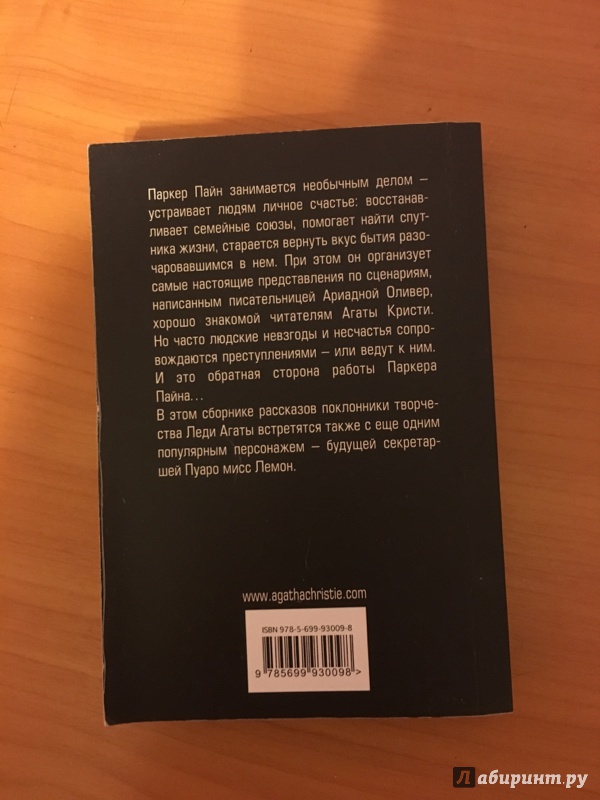 Паркер Пайн занимается необычным делом –
устраивает людям личное счастье: восстанав-
ливает семейные союзы, помогает найти спут-
ника жизни, старается вернуть вкус бытия разо-
чаровавшимся в нем. При этом он организует
самые настоящие представления по сценариям,
написанным писательницей Ариадной Оливер,
хорошо знакомой читателям Агаты Кристи.
Но часто людские невзгоды и несчастья сопро-
вождаются преступлениями – или ведут к ним.
И это обратная сторона работы Паркера
Пайна...
В этом сборнике рассказов поклонники творче-
ства Леди Агаты встретятся также с еще одним
популярным персонажем – будущей секретар-
шей Пуаро мисс Лемон.
www.agathachristie.com
ISBN 978-5-699-93009-8
9 785699 930098 >
Лабиринт.ру